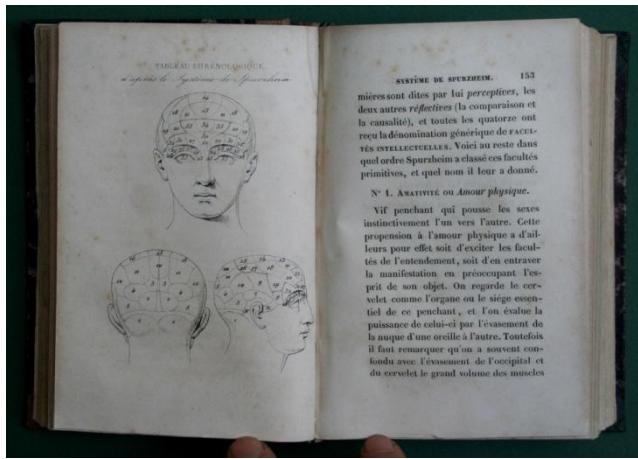 TABLEAU PHRÉNOLOGIQUE,
d'après le Système de Spurzheim
SYSTÈME DE SPURZHEIM. 153
mières sont dites par lui perceptives, les
deux autres réflectives (la comparaison et
la causalité), et toutes les quatorze ont
reçu la dénomination générique de FACUL-
TÉS INTELLECTUELLES. Voici au reste dans
quel ordre Spurzheim a classé ces facultés
primitives, et quel nom il leur a donné.
N° 1. AMATIVITÉ ou Amour physique.
Vif penchant qui pousse les sexes
instinctivement l'un vers l'autre. Cette
propension à l'amour physique a d'ail-
leurs pour effet soit d'exciter les facul-
tés de l'entendement, soit d'en entraver
la manifestation en préoccupant l'es-
prit de son objet. On regarde le cer-
velet comme l'organe ou le siége essen-
tiel de ce penchant, et l'on évalue la
puissance de celui-ci par l'évasement de
la nuque d'une oreille à l'autre. Toutefois
il faut remarquer qu'on a souvent con-
fondu avec l'évasement de l'occipital et
du cervelet le grand volume des muscles